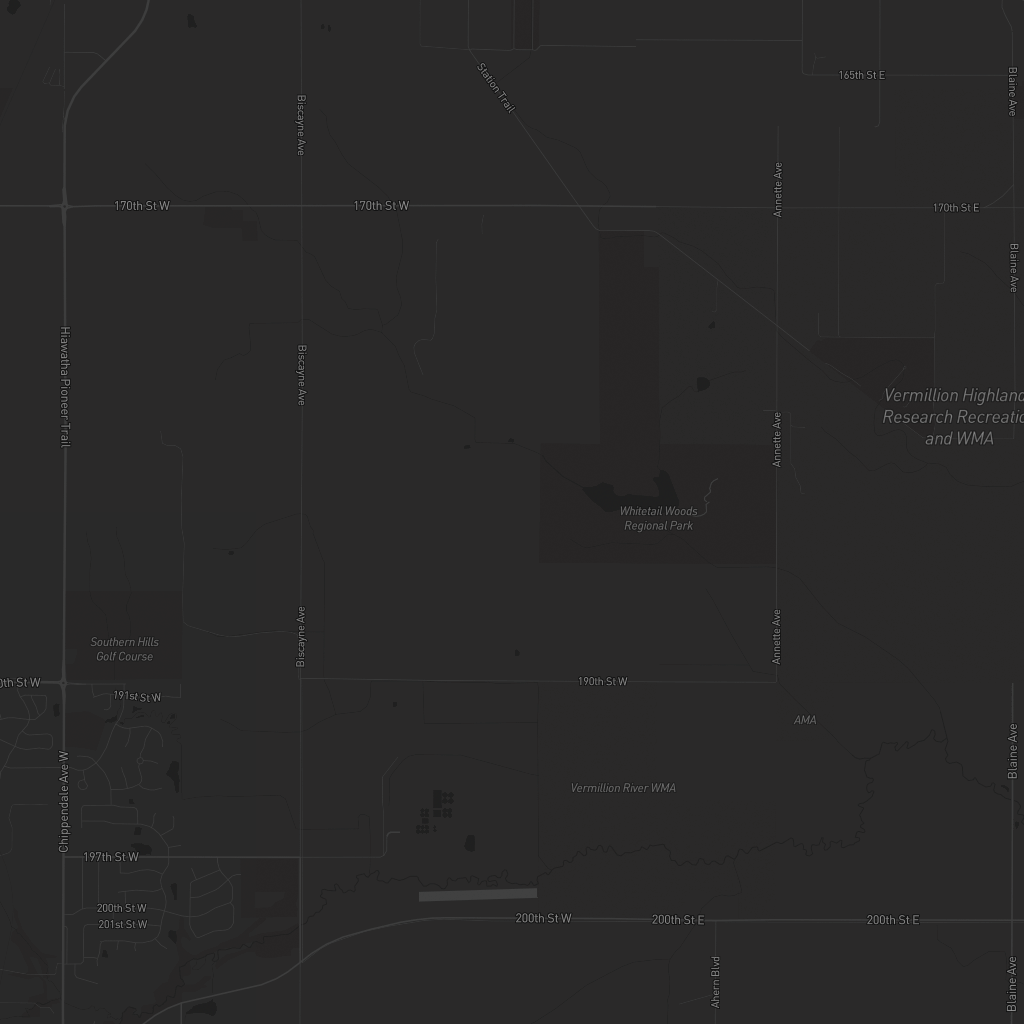 165th St E
Station Trail
Blaine Ave
Biscayne Ave
Annette Ave
170th St W
170th St W
170th St E
Blaine Ave
Hiawatha Pioneer Trail
Biscayne Ave
Vermillion Highland
Research Recreatio
and WMA
Annette Ave
Whitetail Woods
Regional Park
Southern Hills
Golf Course
Biscayne Ave
Annette Ave
0th St W
190th St W
191st St W
AMA
Blaine Ave
Vermillion River WMA
Chippendale Ave W
197th St W
200th St W
201st St W
200th St W
200th St E
200th St E
Ahern Blvd
Blaine Ave